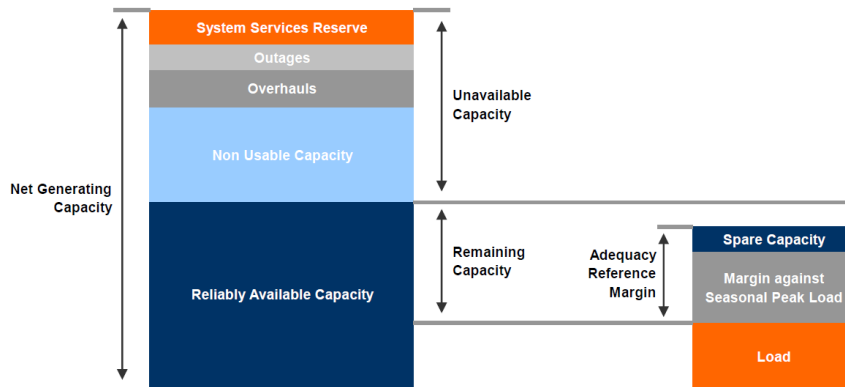 System Services Reserve
Outages
Overhauls
Non Usable Capacity
Reliably Available Capacity
Net Generating
Capacity
Unavailable
Capacity
Remaining
Capacity
Adequacy
Reference
Margin
Spare Capacity
Margin against
Seasonal Peak Load
Load